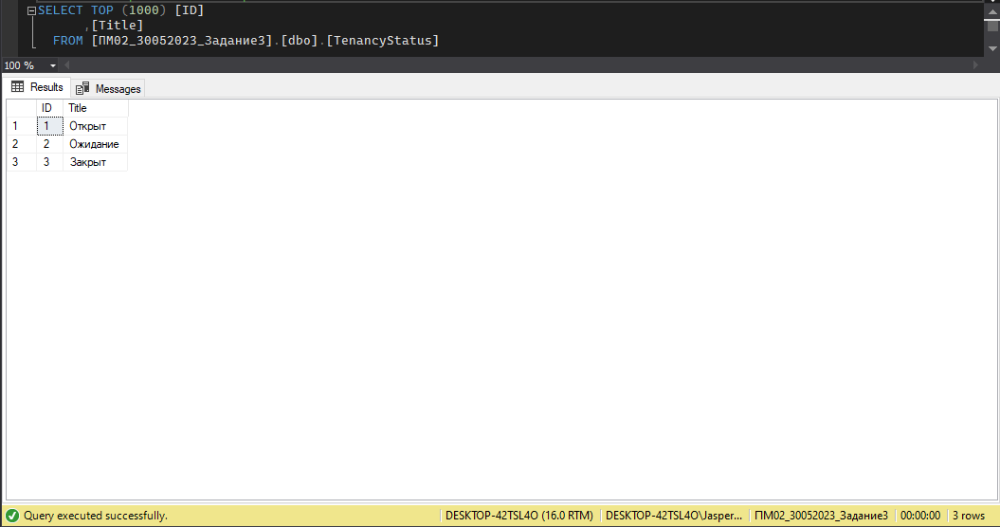 SELECT TOP (1000) [ID]
,[Title]
FROM [ПМ02_30052023_Задание3].[dbo].[TenancyStatus]
100 %
Results Messages
ID Title
1 1 Открыт
2 2 Ожидание
3 3 Закрыт
Query executed successfully. DESKTOP-42TSL4O (16.0 RTM) DESKTOP-42TSL4O\Jasper... ПМ02_30052023_Задание3 00:00:00 3 rows